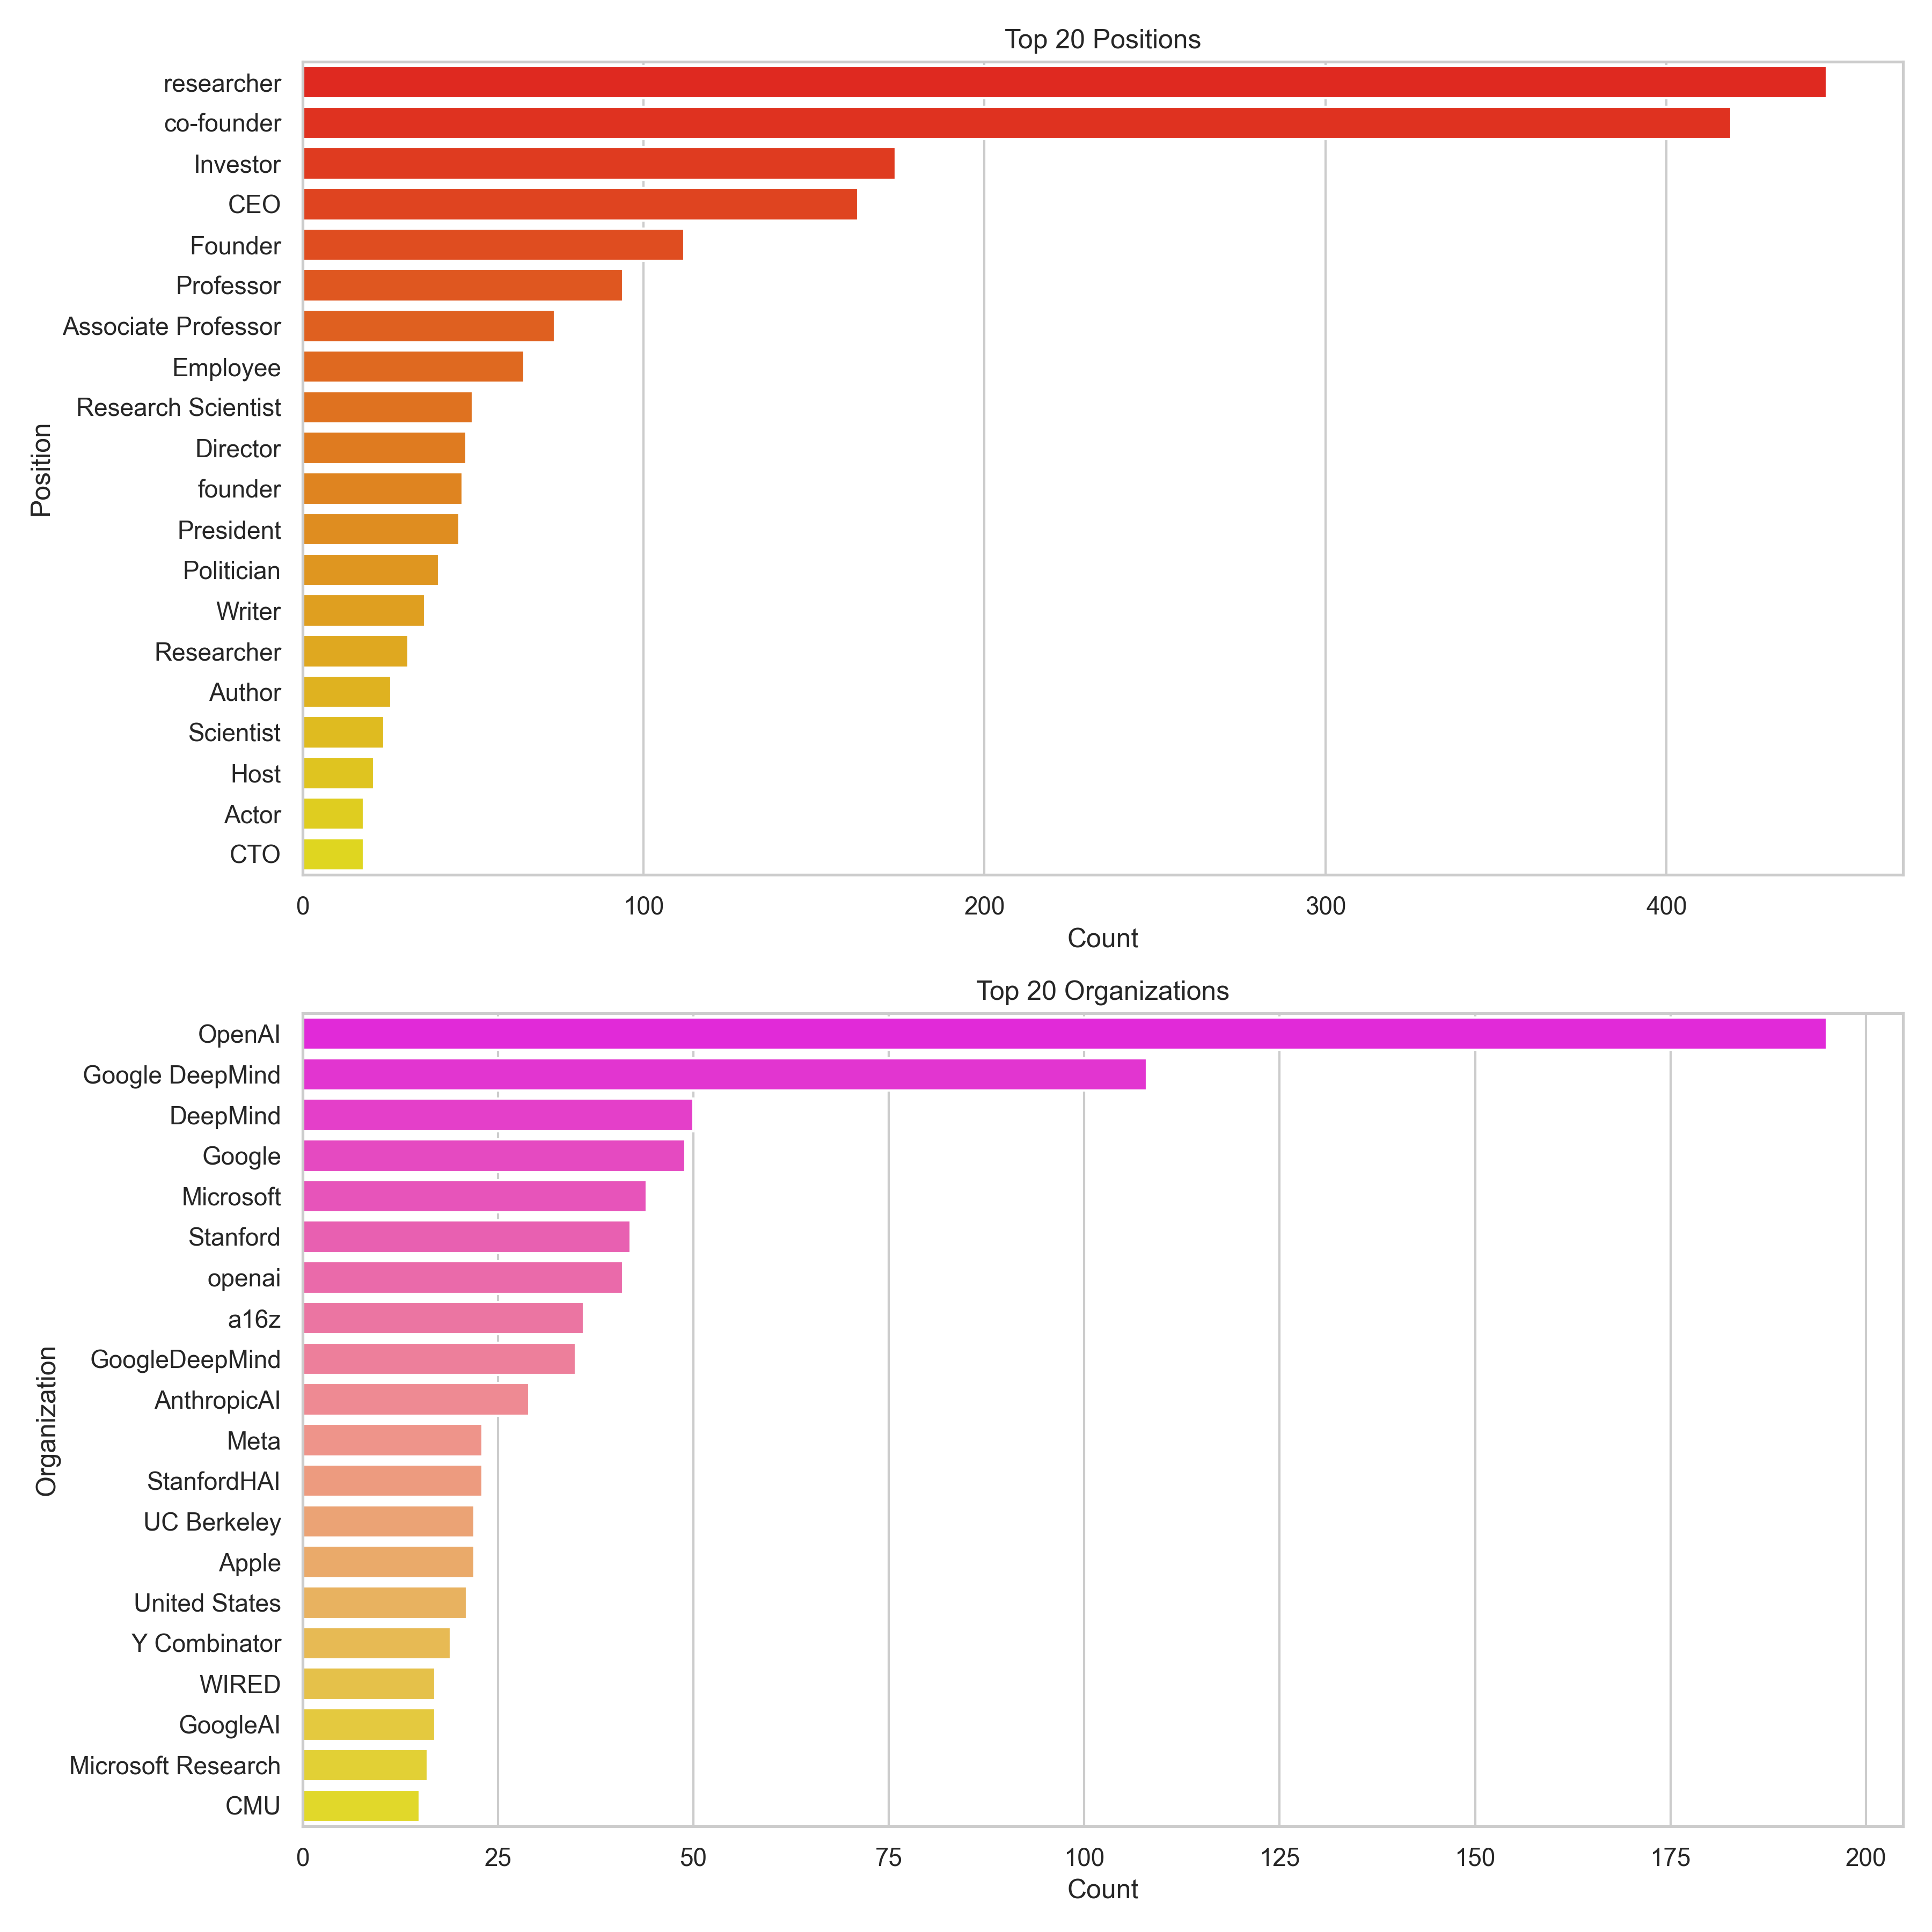 Top 20 Positions
researcher
co-founder
Investor
CEO
Founder
Professor
Associate Professor
Employee
Research Scientist
Director
founder
President
Politician
Writer
Researcher
Author
Scientist
Host
Actor
CTO
Position
0 100 200 300 400
Count
Top 20 Organizations
OpenAI
Google DeepMind
DeepMind
Google
Microsoft
Stanford
openai
a16z
GoogleDeepMind
AnthropicAI
Meta
StanfordHAI
UC Berkeley
Apple
United States
Y Combinator
WIRED
GoogleAI
Microsoft Research
CMU
Organization
0 25 50 75 100 125 150 175 200
Count